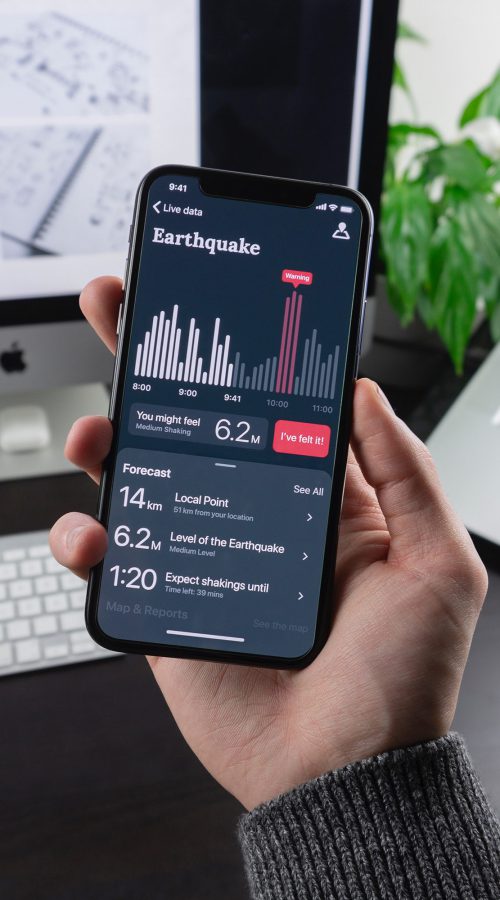 9:41
Live data
Earthquake
Warning
8:00 9:00 9:41 10:00 11:00
You might feel
Medium Shaking
6.2M
I've felt it!
Forecast
See All
14km
Local Point
51 km from your location
6.2M
Level of the Earthquake
Medium Level
1:20
Expect shakings until
Time left: 39 mins
Map & Reports
See the map